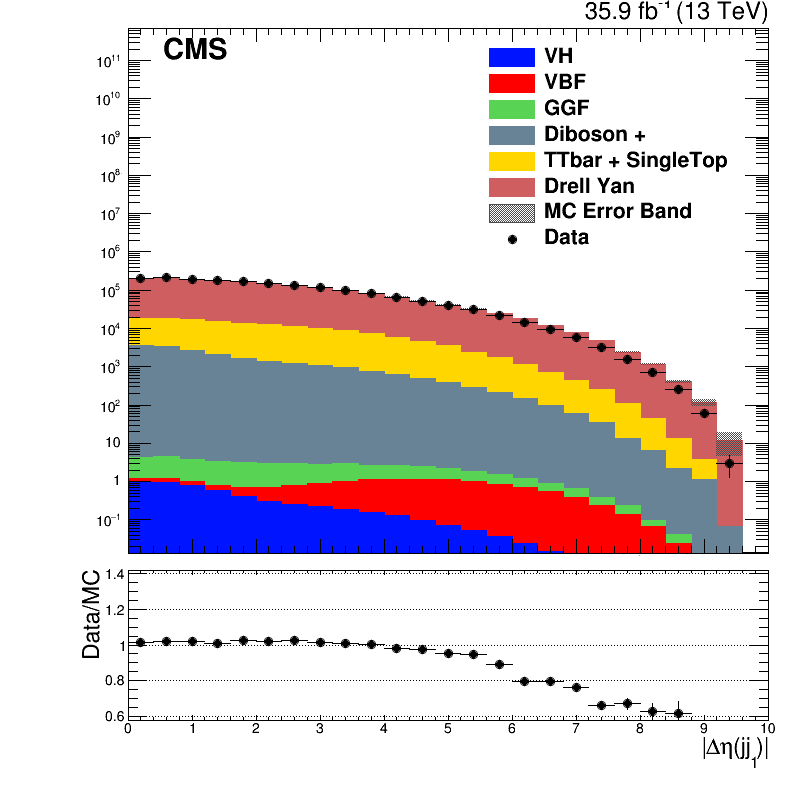 35.9 fb⁻¹ (13 TeV)
CMS
VH
VBF
GGF
Diboson +
TTbar + SingleTop
Drell Yan
MC Error Band
Data
10¹¹
10¹⁰
10⁹
10⁸
10⁷
10⁶
10⁵
10⁴
10³
10²
10
1
10⁻¹
Data/MC
1.4
1.2
1
0.8
0.6
0 1 2 3 4 5 6 7 8 9 10
|Δη(jj₁)|